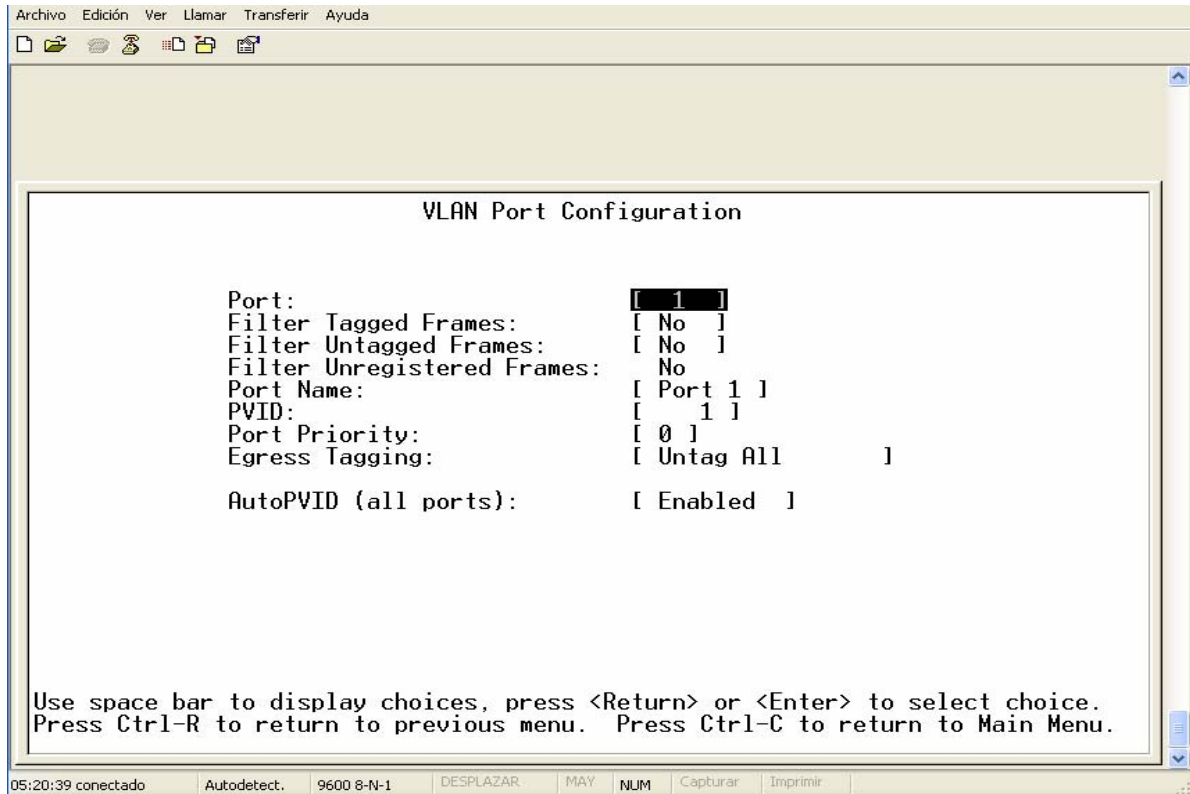 Archivo Edición Ver Llamar Transferir Ayuda
VLAN Port Configuration
Port: [ 1 ]
Filter Tagged Frames: [ No ]
Filter Untagged Frames: [ No ]
Filter Unregistered Frames: No
Port Name: [ Port 1 ]
PVID: [ 1 ]
Port Priority: [ 0 ]
Egress Tagging: [ Untag All ]
AutoPVID (all ports): [ Enabled ]
Use space bar to display choices, press <Return> or <Enter> to select choice.
Press Ctrl-R to return to previous menu. Press Ctrl-C to return to Main Menu.
05:20:39 conectado Autodetect. 9600 8-N-1 DESPLAZAR MAY NUM Capturar Imprimir